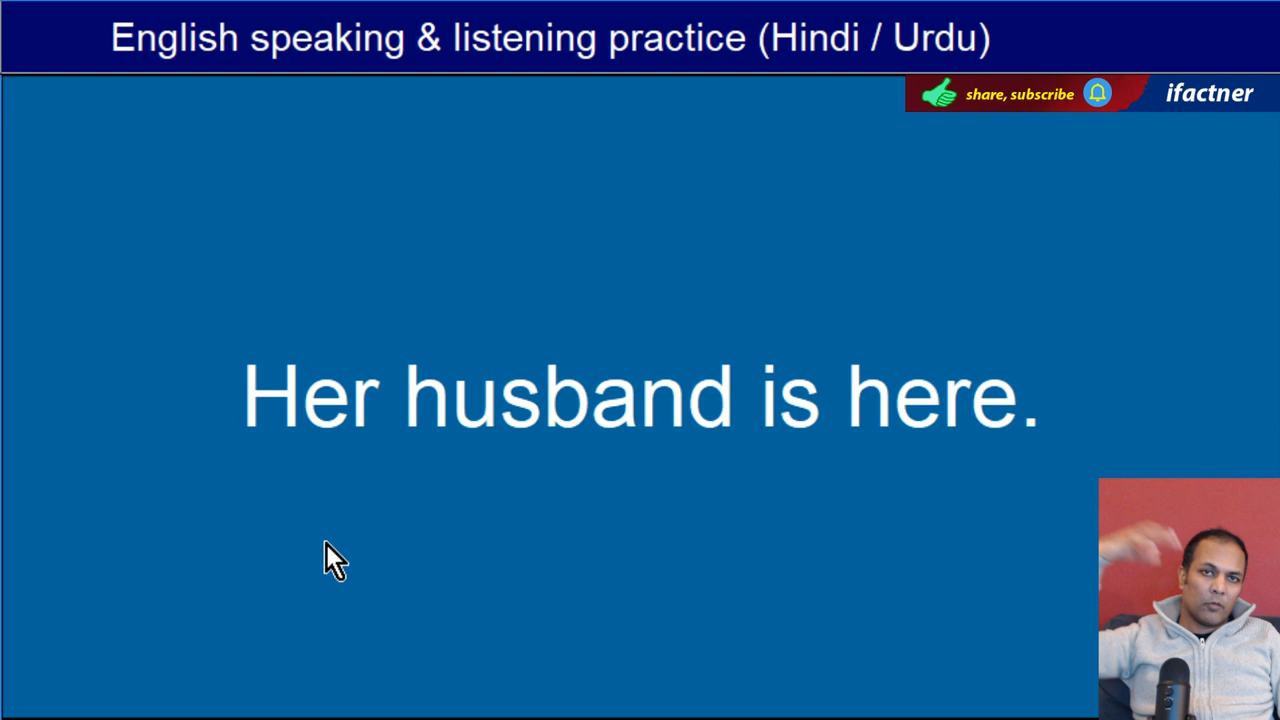 English speaking & listening practice (Hindi / Urdu)
share, subscribe
ifactner
Her husband is here.